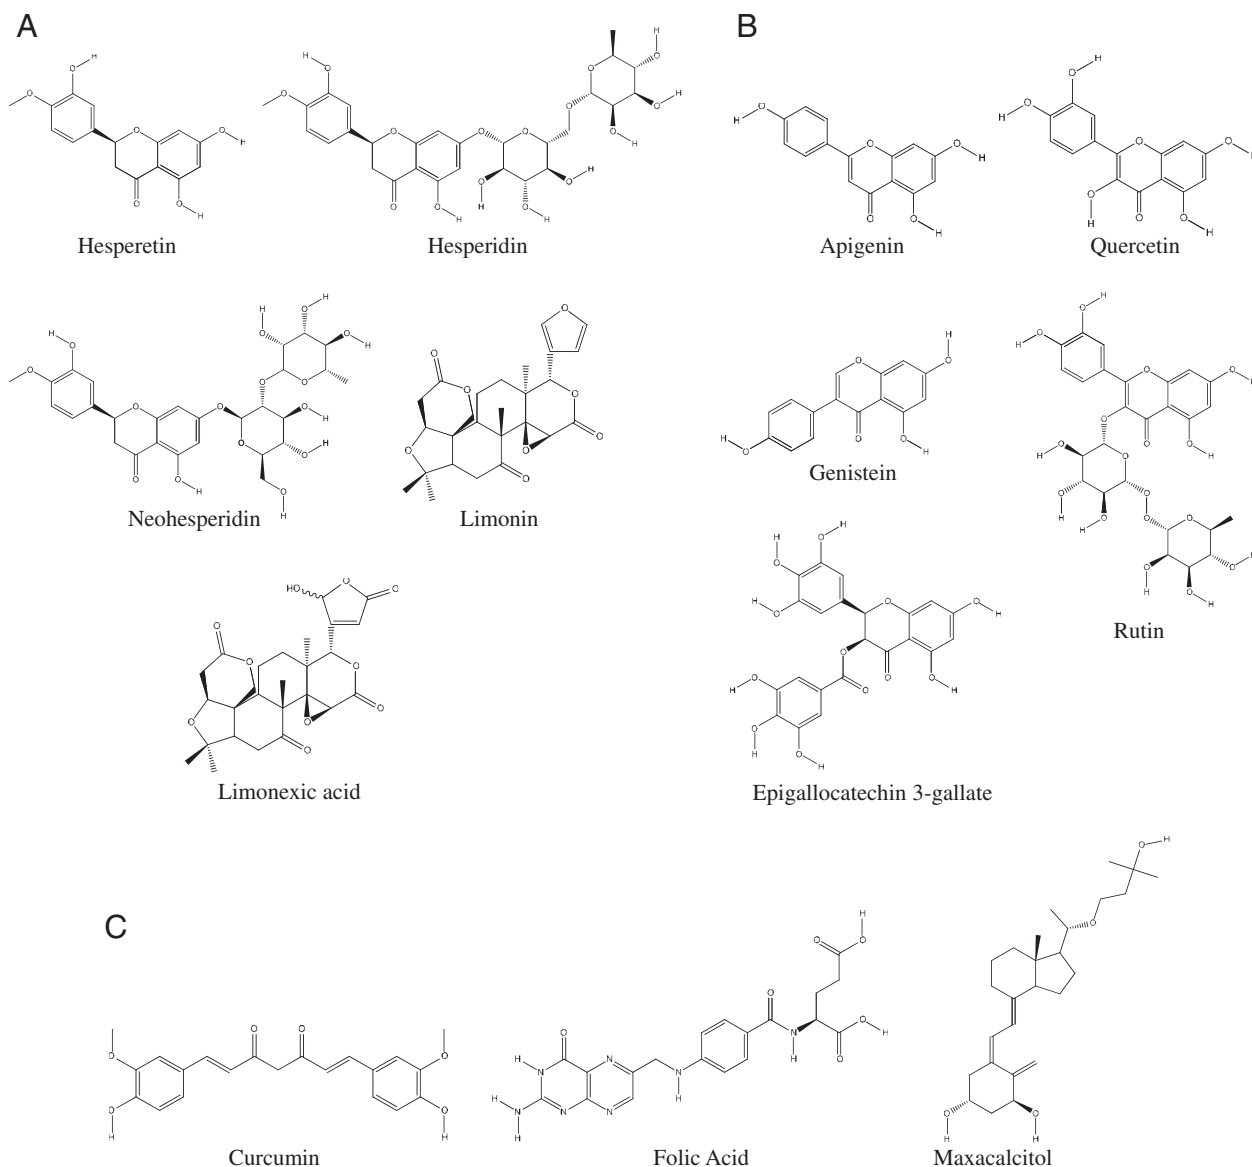 A
B
Hesperetin
Hesperidin
Apigenin
Quercetin
Neohesperidin
Limonin
Genistein
Rutin
Limonexic acid
Epigallocatechin 3-gallate
C
Curcumin
Folic Acid
Maxacalcitol